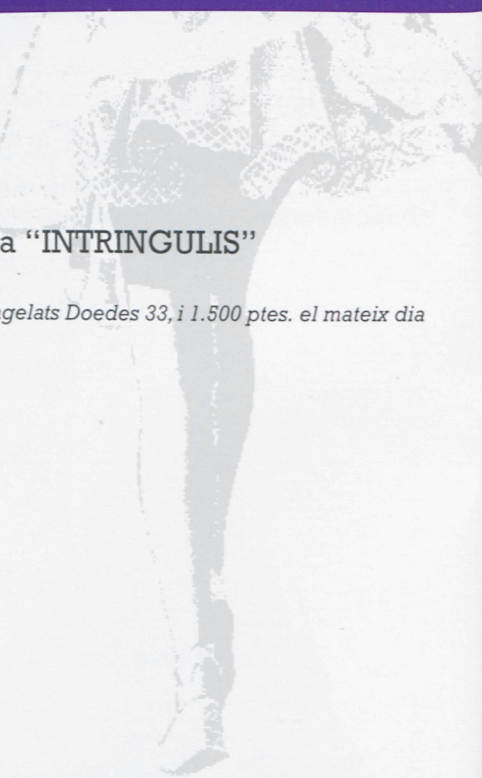 a “INTRINGULIS”
gelats Doedes 33, i 1.500 ptes. el mateix dia